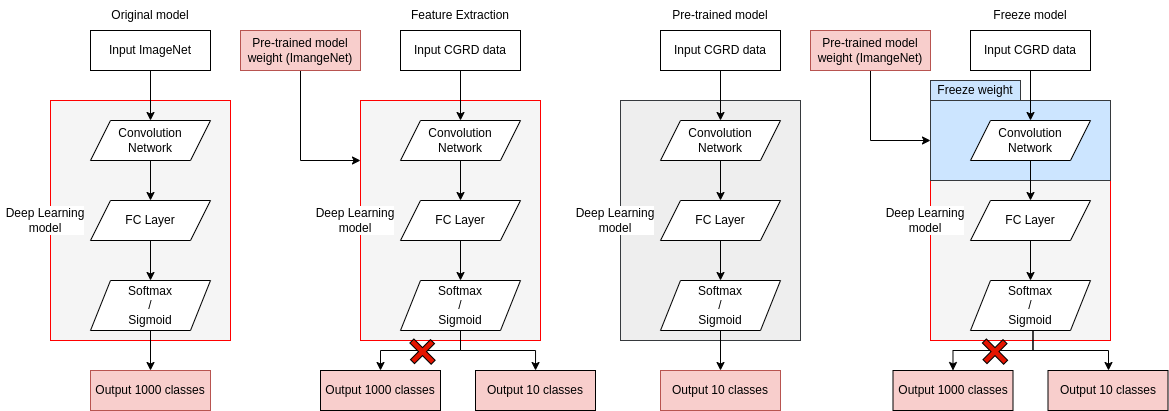 Original model
Input ImageNet
Convolution
Network
Deep Learning
model
FC Layer
Softmax
/
Sigmoid
Output 1000 classes
Feature Extraction
Pre-trained model
weight (ImangeNet)
Input CGRD data
Convolution
Network
Deep Learning
model
FC Layer
Softmax
/
Sigmoid
Output 1000 classes
Output 10 classes
Pre-trained model
Input CGRD data
Convolution
Network
Deep Learning
model
FC Layer
Softmax
/
Sigmoid
Output 10 classes
Freeze model
Pre-trained model
weight (ImangeNet)
Input CGRD data
Freeze weight
Convolution
Network
Deep Learning
model
FC Layer
Softmax
/
Sigmoid
Output 1000 classes
Output 10 classes